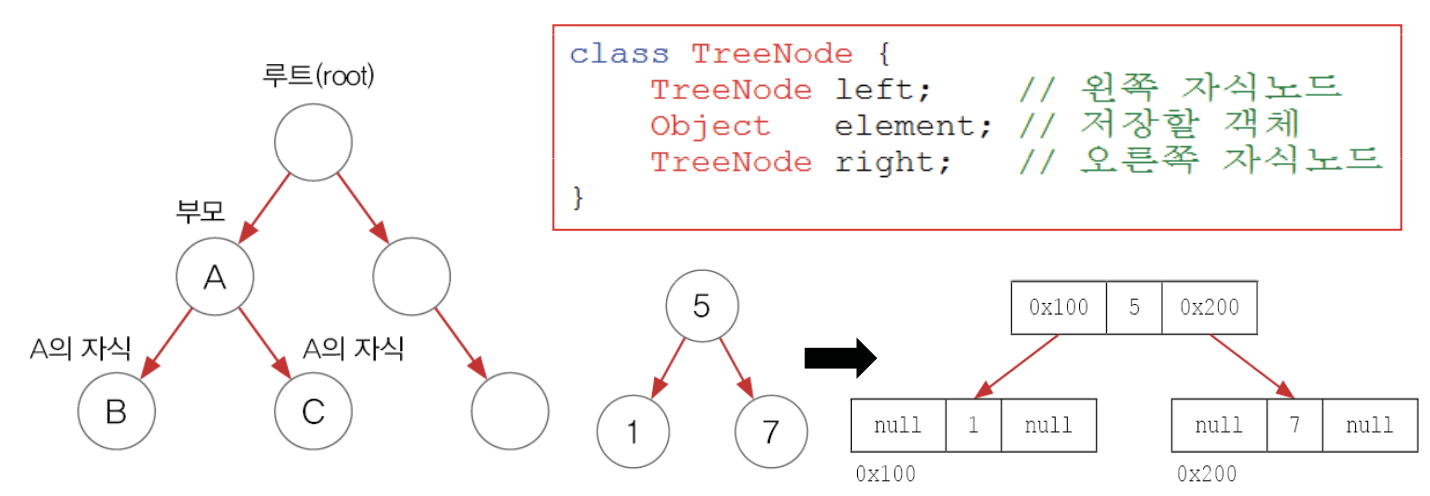 루트(root)
부모
A
A의 자식
A의 자식
B
C
class TreeNode {
    TreeNode left;     // 왼쪽 자식노드
    Object   element; // 저장할 객체
    TreeNode right;    // 오른쪽 자식노드
}
5
1
7
0x100 5 0x200
null 1 null
null 7 null
0x100
0x200